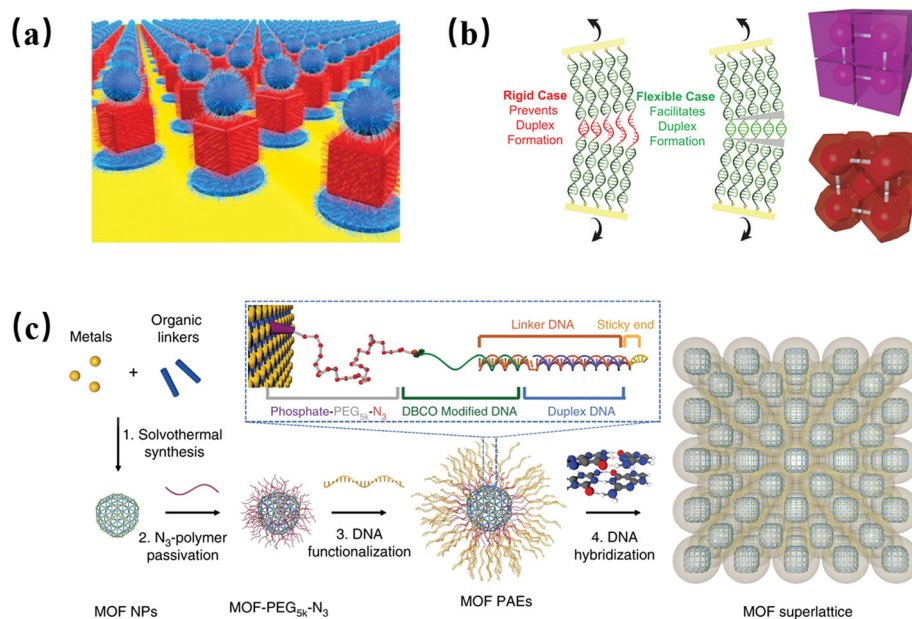 (a)
(b)
Rigid Case
Prevents
Duplex
Formation
Flexible Case
Facilitates
Duplex
Formation
(c)
Metals
+
Organic
linkers
Linker DNA
Sticky end
Phosphate-PEG5k-N3
DBCO Modified DNA
Duplex DNA
1. Solvothermal
synthesis
2. N3-polymer
passivation
3. DNA
functionalization
4. DNA
hybridization
MOF NPs
MOF-PEG5k-N3
MOF PAEs
MOF superlattice